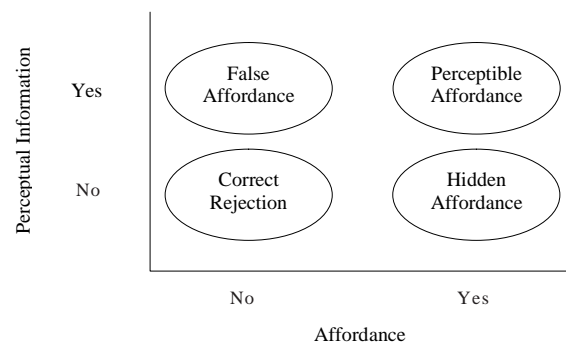 Perceptual Information
Yes
False
Affordance
Perceptible
Affordance
No
Correct
Rejection
Hidden
Affordance
No
Yes
Affordance